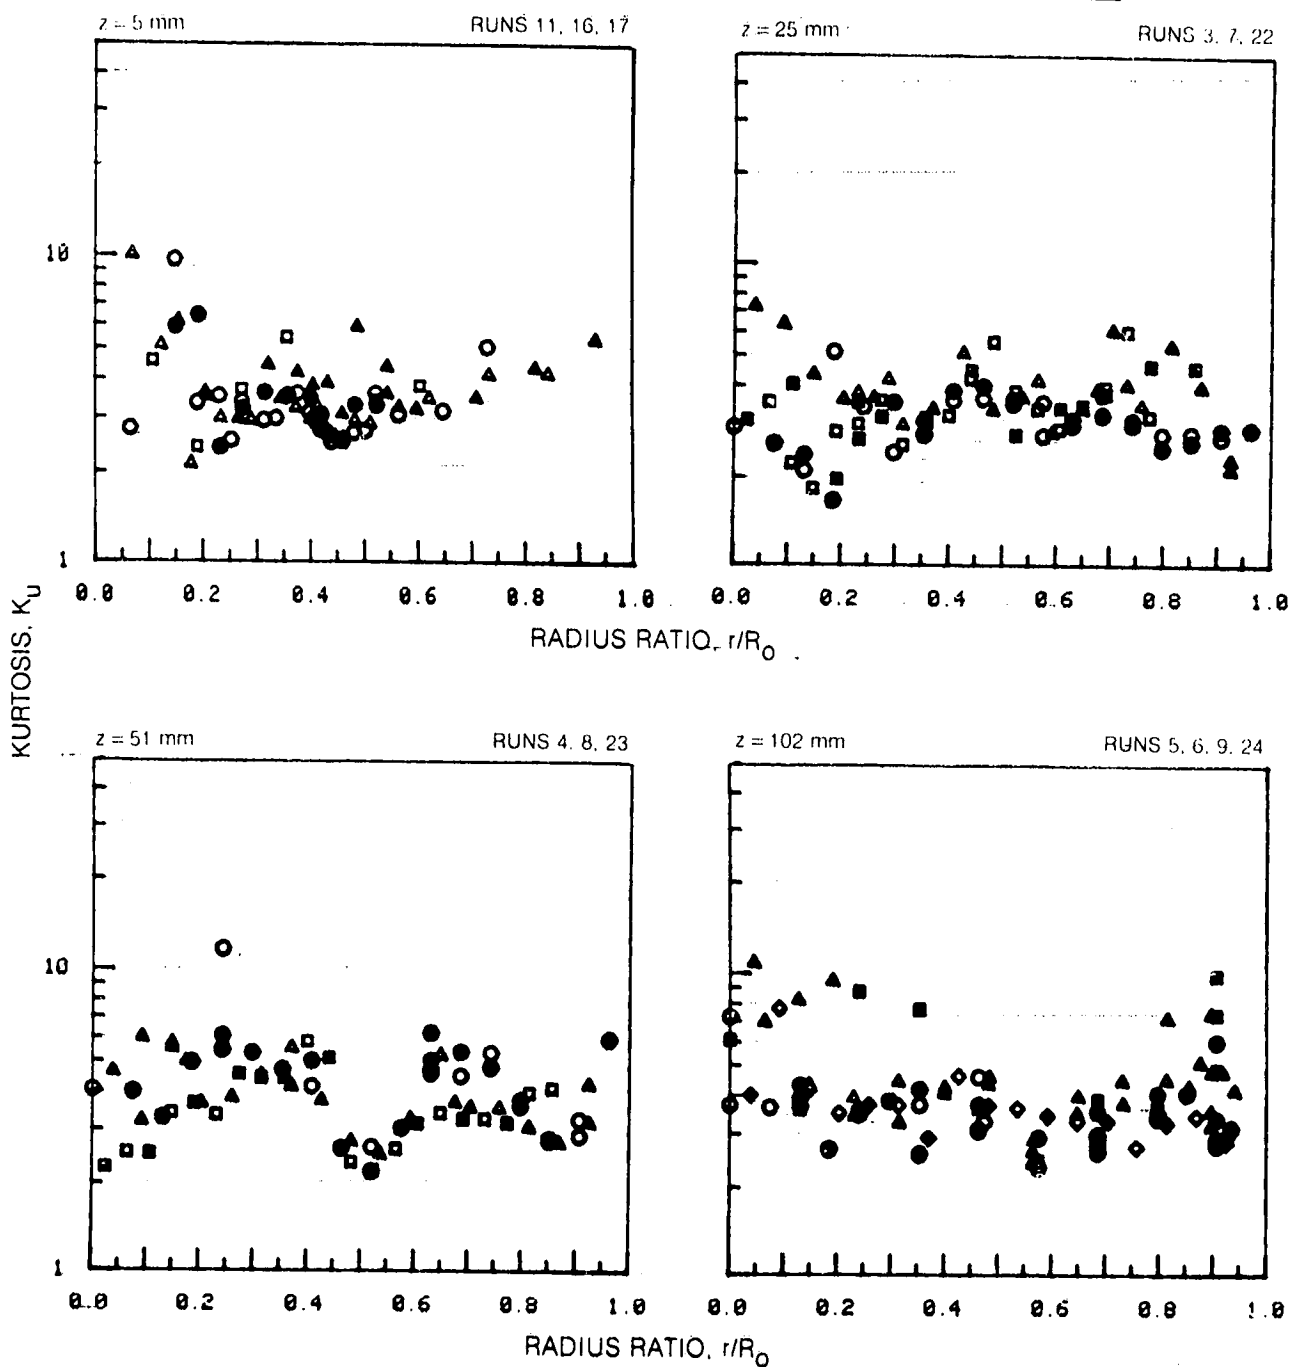 z = 5 mm RUNS 11, 16, 17
z = 25 mm RUNS 3, 7, 22
10
1
0.0 0.2 0.4 0.6 0.8 1.0
0.0 0.2 0.4 0.6 0.8 1.0
RADIUS RATIO, r/Ro
KURTOSIS, Ku
z = 51 mm RUNS 4, 8, 23
z = 102 mm RUNS 5, 6, 9, 24
10
1
0.0 0.2 0.4 0.6 0.8 1.0
0.0 0.2 0.4 0.6 0.8 1.0
RADIUS RATIO, r/Ro